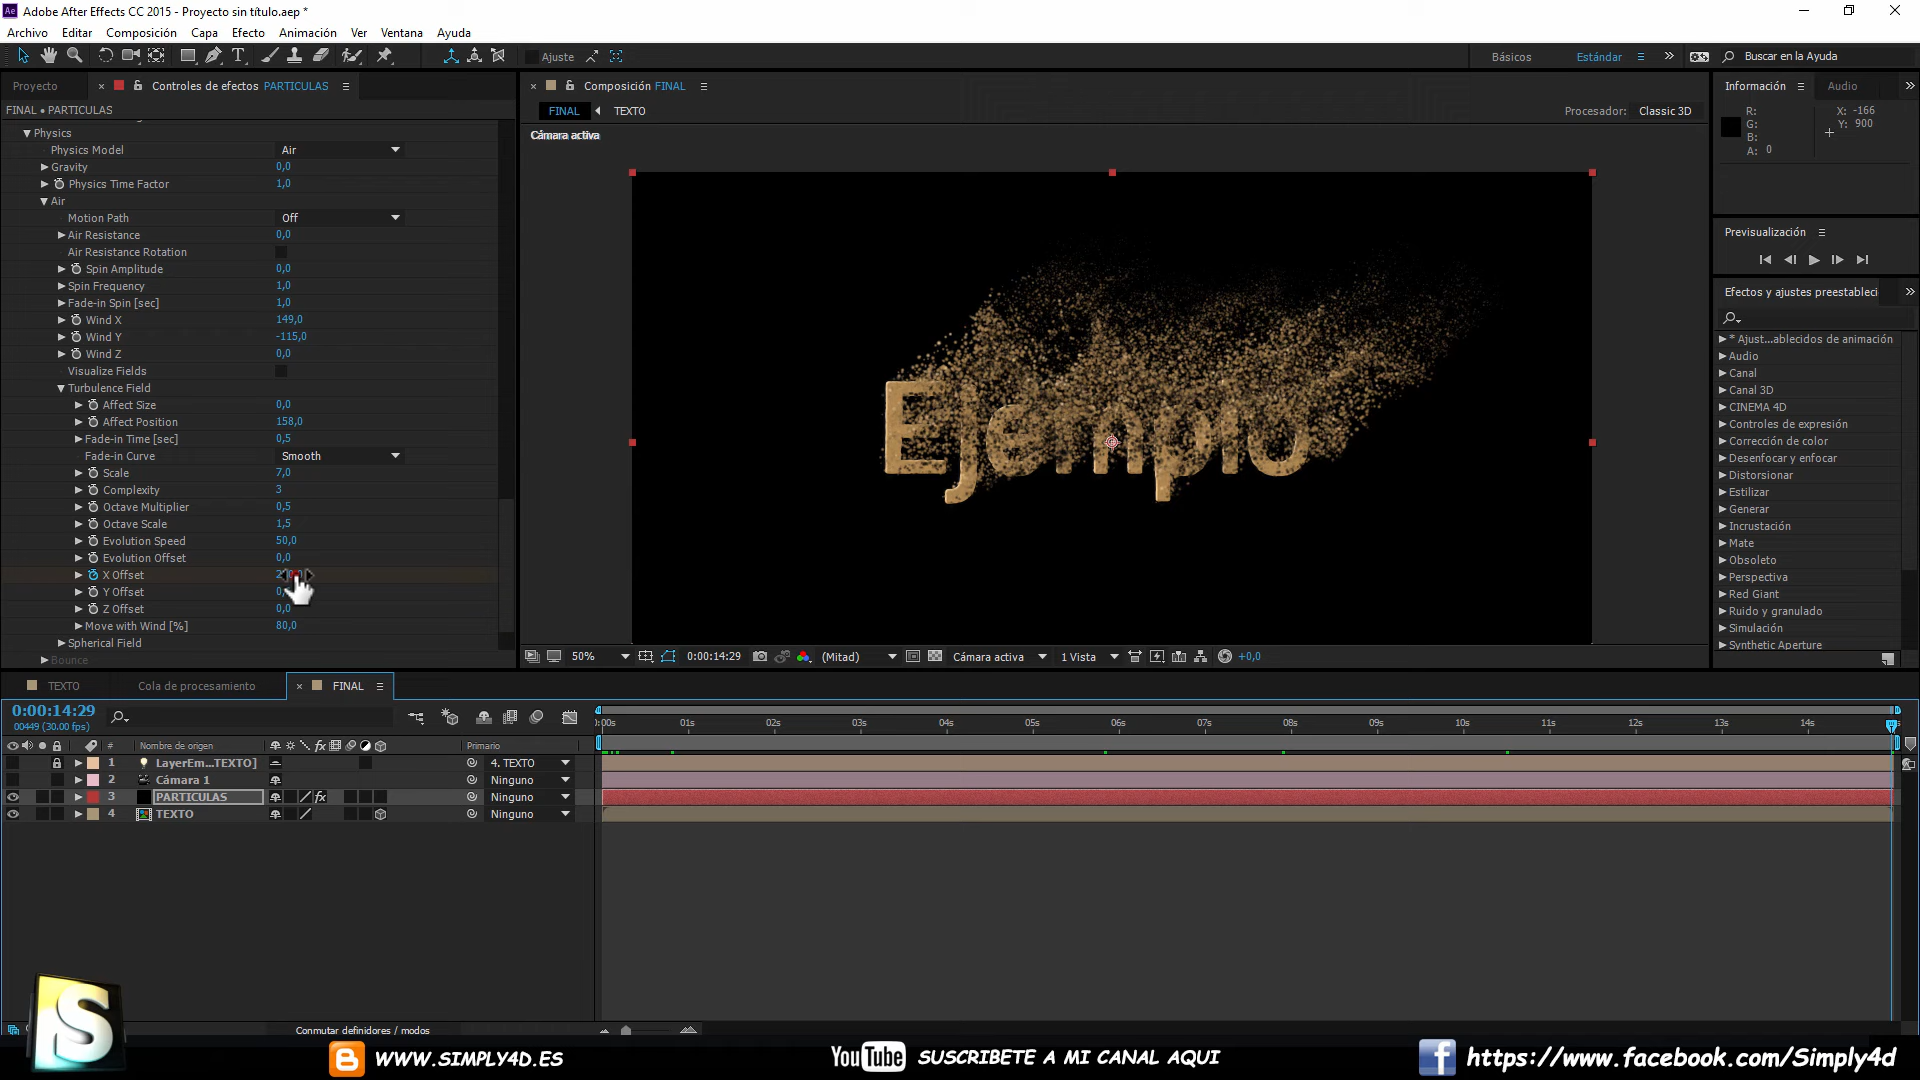 Adobe After Effects CC 2015 - Proyecto sin título.aep *
Archivo Editar Composición Capa Efecto Animación Ver Ventana Ayuda
Ajuste Básicos Estándar Buscar en la Ayuda
Proyecto Controles de efectos PARTICULAS
FINAL • PARTICULAS
Physics
Physics Model Air
Gravity 0,0
Physics Time Factor 1,0
Air
Motion Path Off
Air Resistance 0,0
Air Resistance Rotation
Spin Amplitude 0,0
Spin Frequency 1,0
Fade-in Spin [sec] 1,0
Wind X 149,0
Wind Y -115,0
Wind Z 0,0
Visualize Fields
Turbulence Field
Affect Size 0,0
Affect Position 158,0
Fade-in Time [sec] 0,5
Fade-in Curve Smooth
Scale 7,0
Complexity 3
Octave Multiplier 0,5
Octave Scale 1,5
Evolution Speed 50,0
Evolution Offset 0,0
X Offset
Y Offset
Z Offset 0,0
Move with Wind [%] 80,0
Spherical Field
Bounce
Composición FINAL
FINAL TEXTO Procesador: Classic 3D
Cámara activa
Ejemplo
50% 0:00:14:29 (Mitad) Cámara activa 1 Vista +0,0
Información Audio
R: X: -166
G: Y: 900
B:
A: 0
Previsualización
Efectos y ajustes preestableci
* Ajust...ablecidos de animación
Audio
Canal
Canal 3D
CINEMA 4D
Controles de expresión
Corrección de color
Desenfocar y enfocar
Distorsionar
Estilizar
Generar
Incrustación
Mate
Obsoleto
Perspectiva
Red Giant
Ruido y granulado
Simulación
Synthetic Aperture
TEXTO Cola de procesamiento FINAL
0:00:14:29
00449 (30.00 fps)
:00s 01s 02s 03s 04s 05s 06s 07s 08s 09s 10s 11s 12s 13s 14s
# Nombre de origen fx Primario
1 LayerEm...TEXTO] 4. TEXTO
2 Cámara 1 Ninguno
3 PARTICULAS fx Ninguno
4 TEXTO Ninguno
Conmutar definidores / modos
S
WWW.SIMPLY4D.ES YouTube SUSCRIBETE A MI CANAL AQUI f https://www.facebook.com/Simply4d